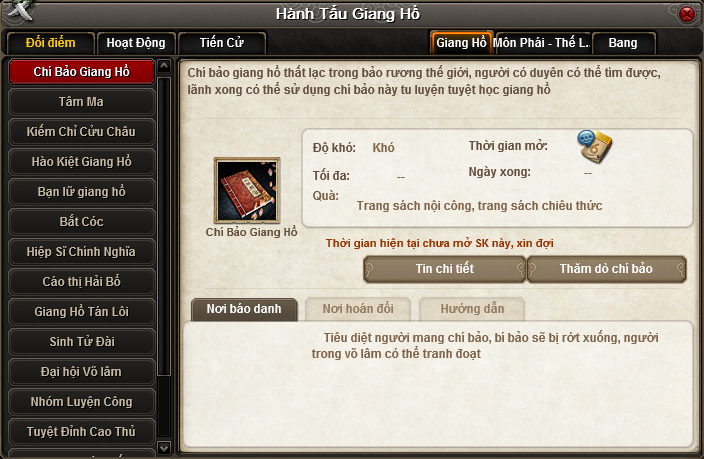 Hành Tẩu Giang Hồ
Đổi điểm
Hoạt Động
Tiến Cử
Giang Hồ
Môn Phái - Thế L..
Bang
Chí Bảo Giang Hồ
Tâm Ma
Kiếm Chỉ Cửu Châu
Hào Kiệt Giang Hồ
Bạn lữ giang hồ
Bắt Cóc
Hiệp Sĩ Chính Nghĩa
Cáo thị Hải Bố
Giang Hồ Tán Lôi
Sinh Tử Đài
Đại hội Võ lâm
Nhóm Luyện Công
Tuyệt Đỉnh Cao Thủ
Chí bảo giang hồ thất lạc trong bảo rương thế giới, người có duyên có thể tìm được,
lãnh xong có thể sử dụng chí bảo này tu luyện tuyệt học giang hồ
Chí Bảo Giang Hồ
Độ khó: Khó
Thời gian mở:
6
Tối đa: --
Ngày xong: --
Quà:
Trang sách nội công, trang sách chiêu thức
Thời gian hiện tại chưa mở SK này, xin đợi
Tin chi tiết
Thăm dò chí bảo
Nơi báo danh
Nơi hoán đổi
Hướng dẫn
Tiêu diệt người mang chí bảo, bí bảo sẽ bị rớt xuống, người
trong võ lâm có thể tranh đoạt